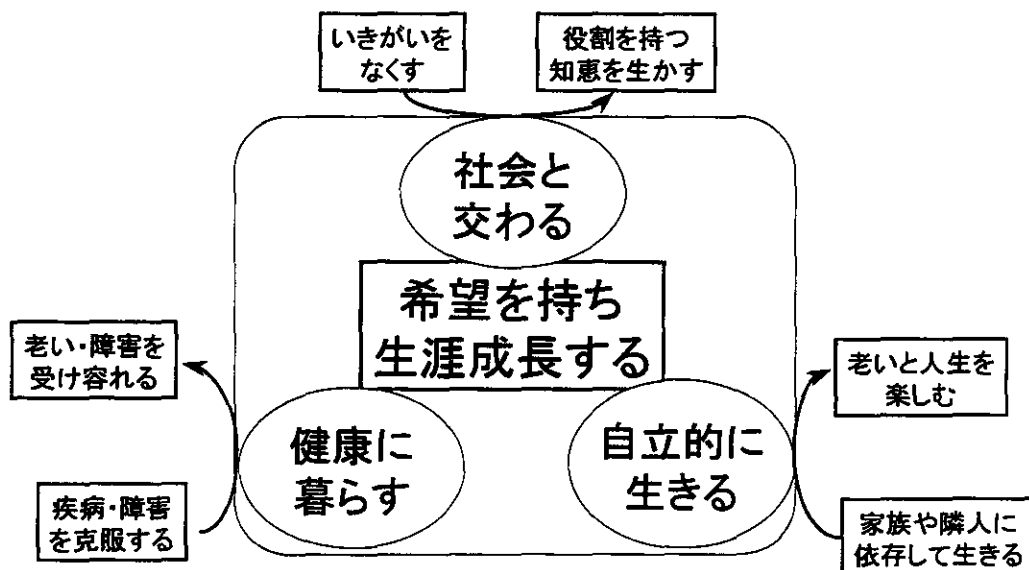 いきがいを
なくす
役割を持つ
知恵を生かす
社会と
交わる
希望を持ち
生涯成長する
老い・障害を
受け容れる
老いと人生を
楽しむ
健康に
暮らす
自立的に
生きる
疾病・障害
を克服する
家族や隣人に
依存して生きる